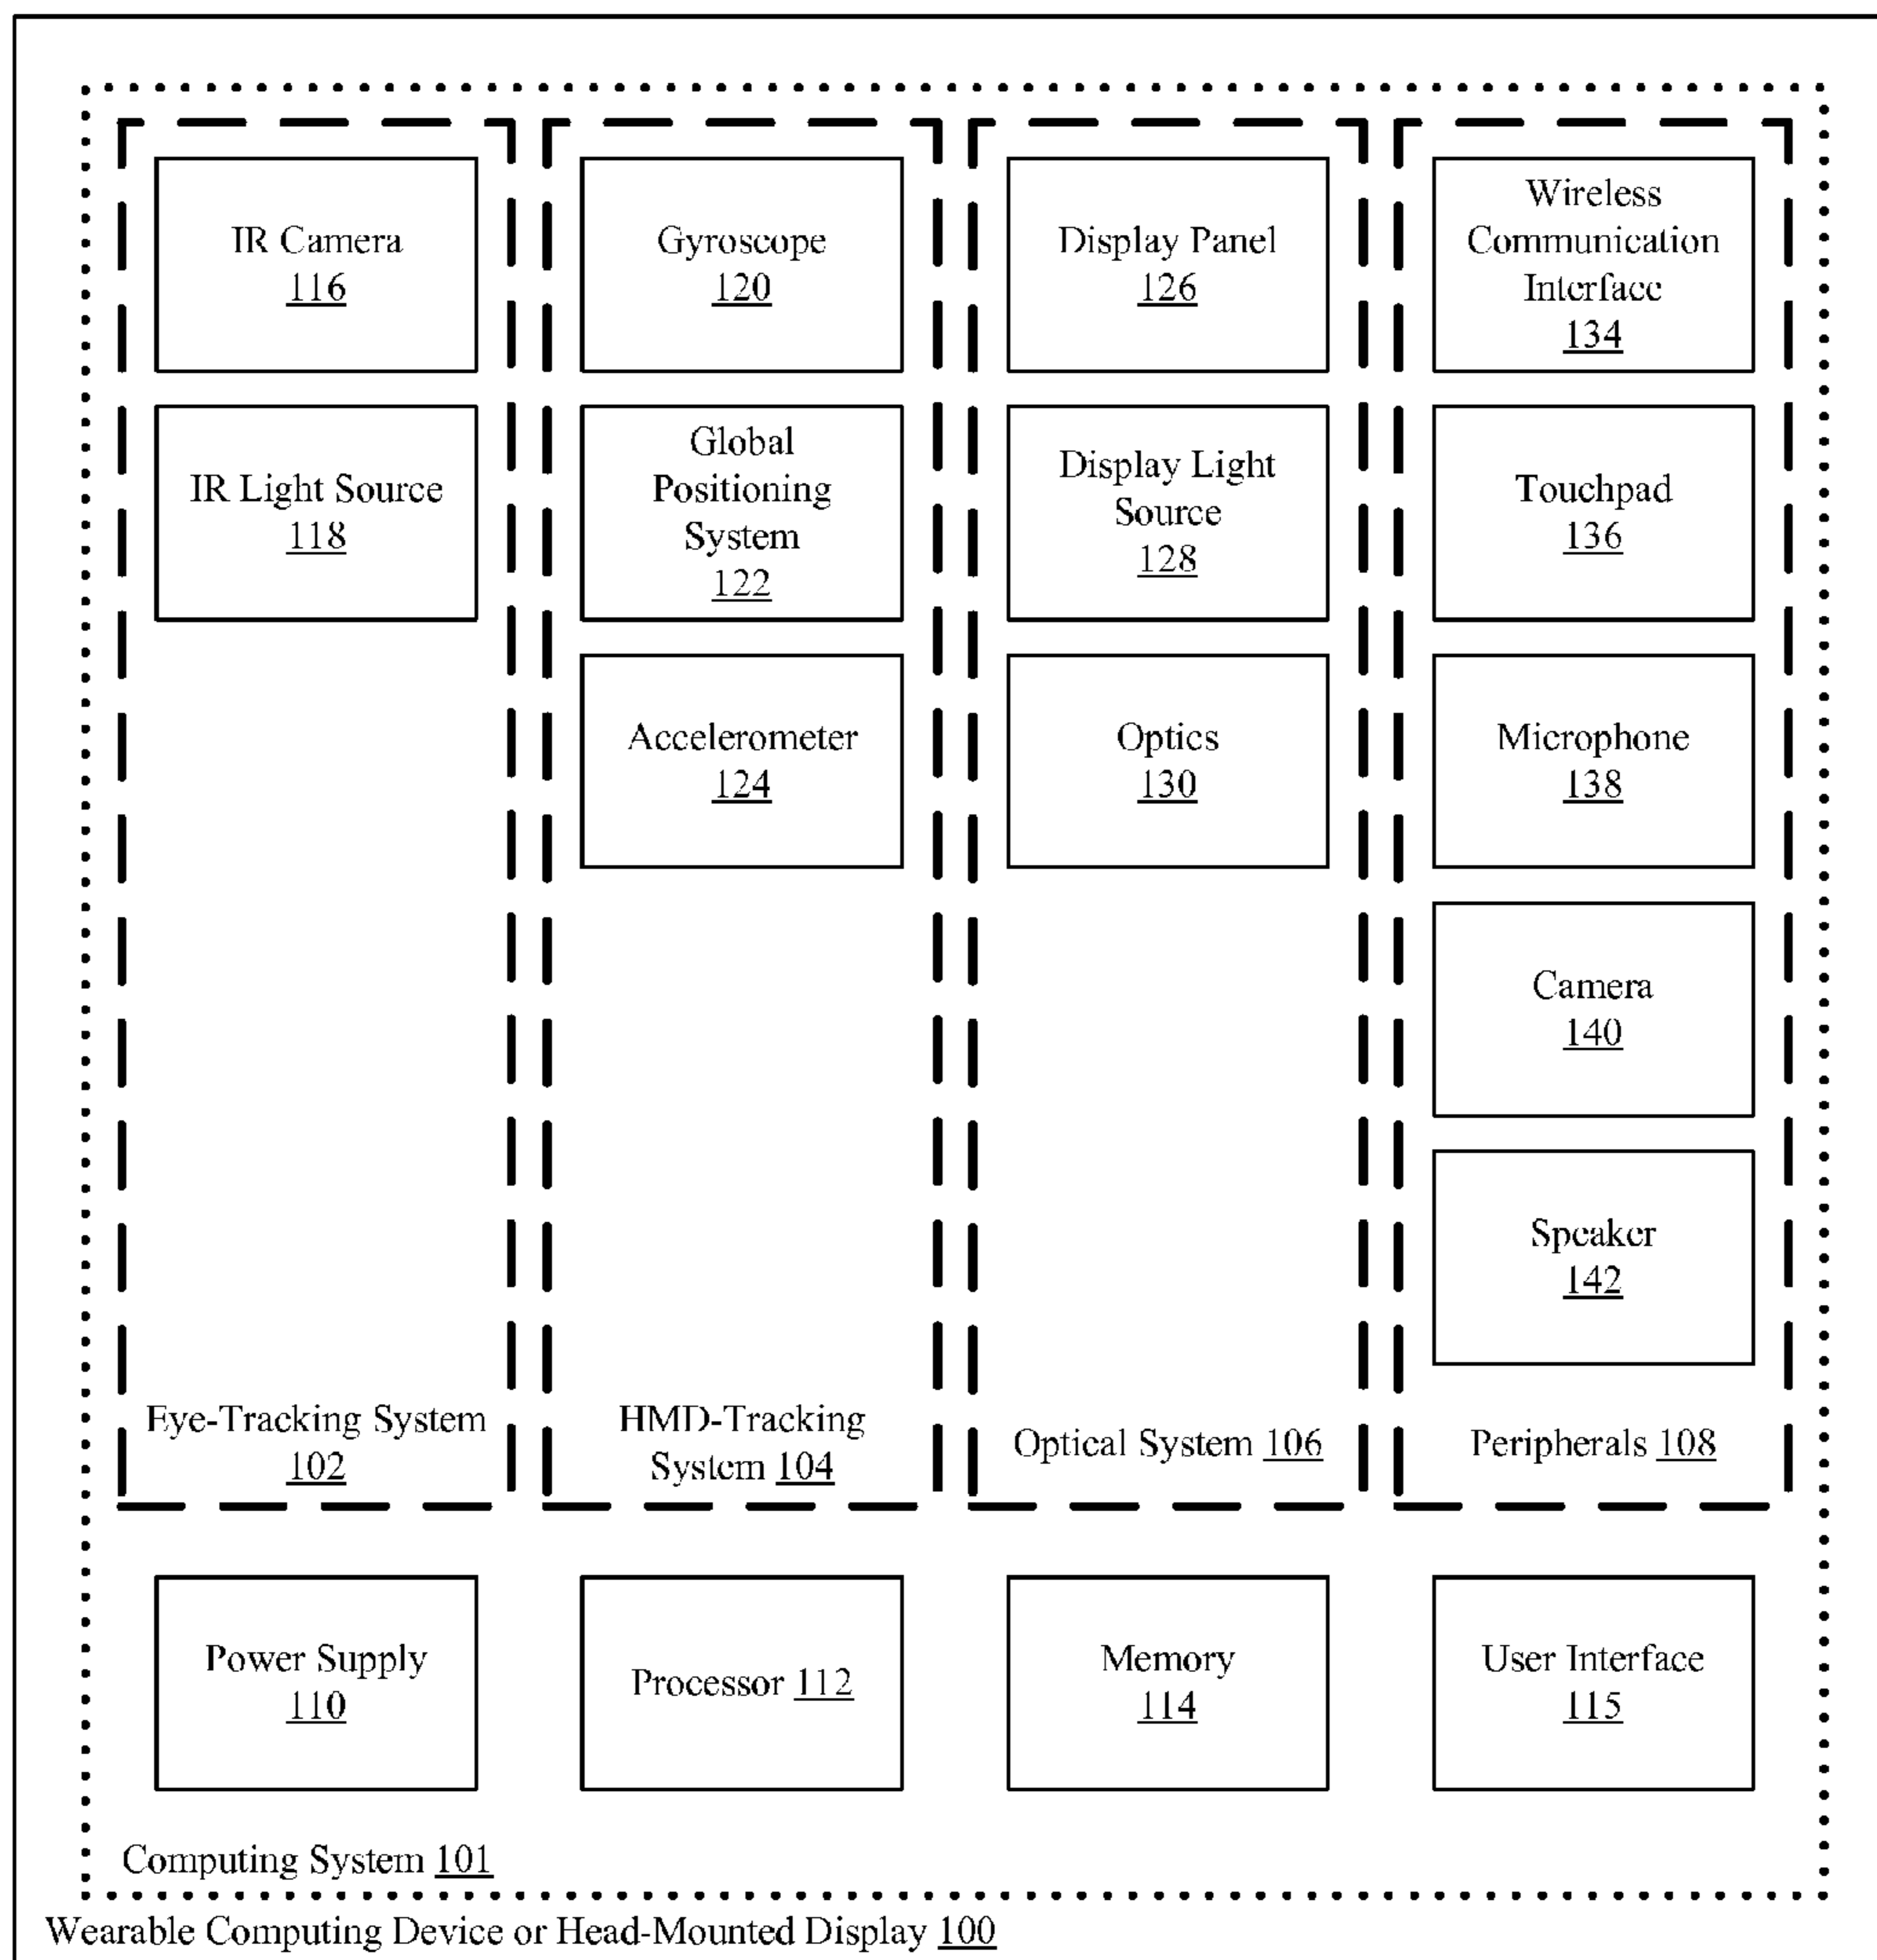 IR Camera
116
IR Light Source
118
Eye-Tracking System
102
Gyroscope
120
Global
Positioning
System
122
Accelerometer
124
HMD-Tracking
System 104
Display Panel
126
Display Light
Source
128
Optics
130
Optical System 106
Wireless
Communication
Interface
134
Touchpad
136
Microphone
138
Camera
140
Speaker
142
Peripherals 108
Power Supply
110
Processor 112
Memory
114
User Interface
115
Computing System 101
Wearable Computing Device or Head-Mounted Display 100